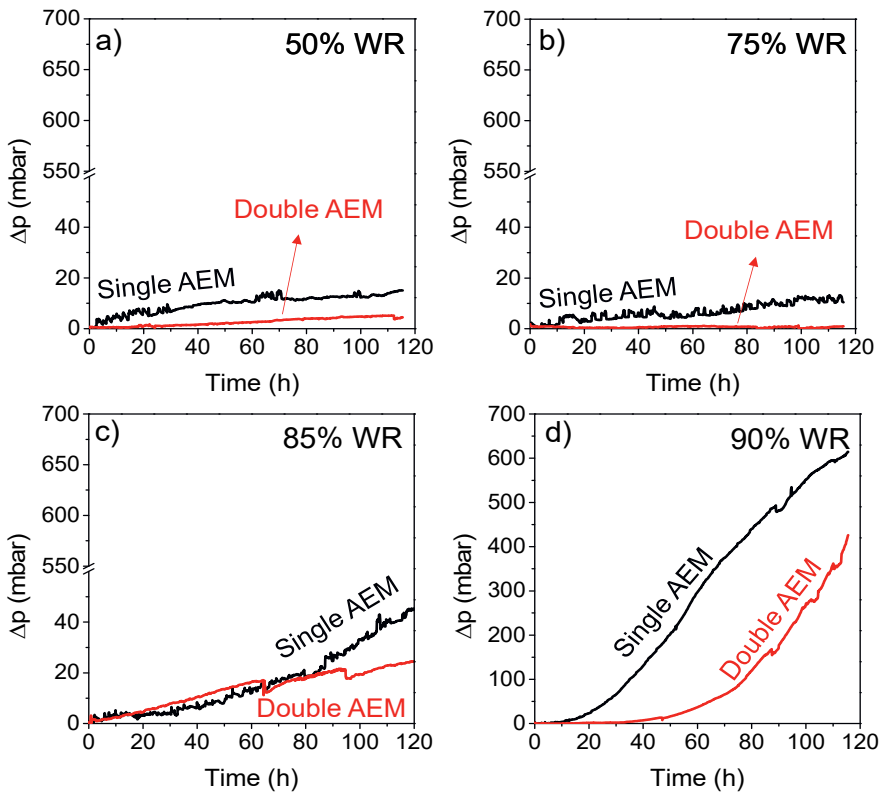 a) 50% WR
700
675
600
550
40
20
0
Δp (mbar)
Double AEM
Single AEM
0 20 40 60 80 100 120
Time (h)
b) 75% WR
700
675
600
550
40
20
0
Δp (mbar)
Double AEM
Single AEM
0 20 40 60 80 100 120
Time (h)
c) 85% WR
700
675
600
550
40
20
0
Δp (mbar)
Single AEM
Double AEM
0 20 40 60 80 100 120
Time (h)
d) 90% WR
700
600
500
400
300
200
100
0
Δp (mbar)
Single AEM
Double AEM
0 20 40 60 80 100 120
Time (h)